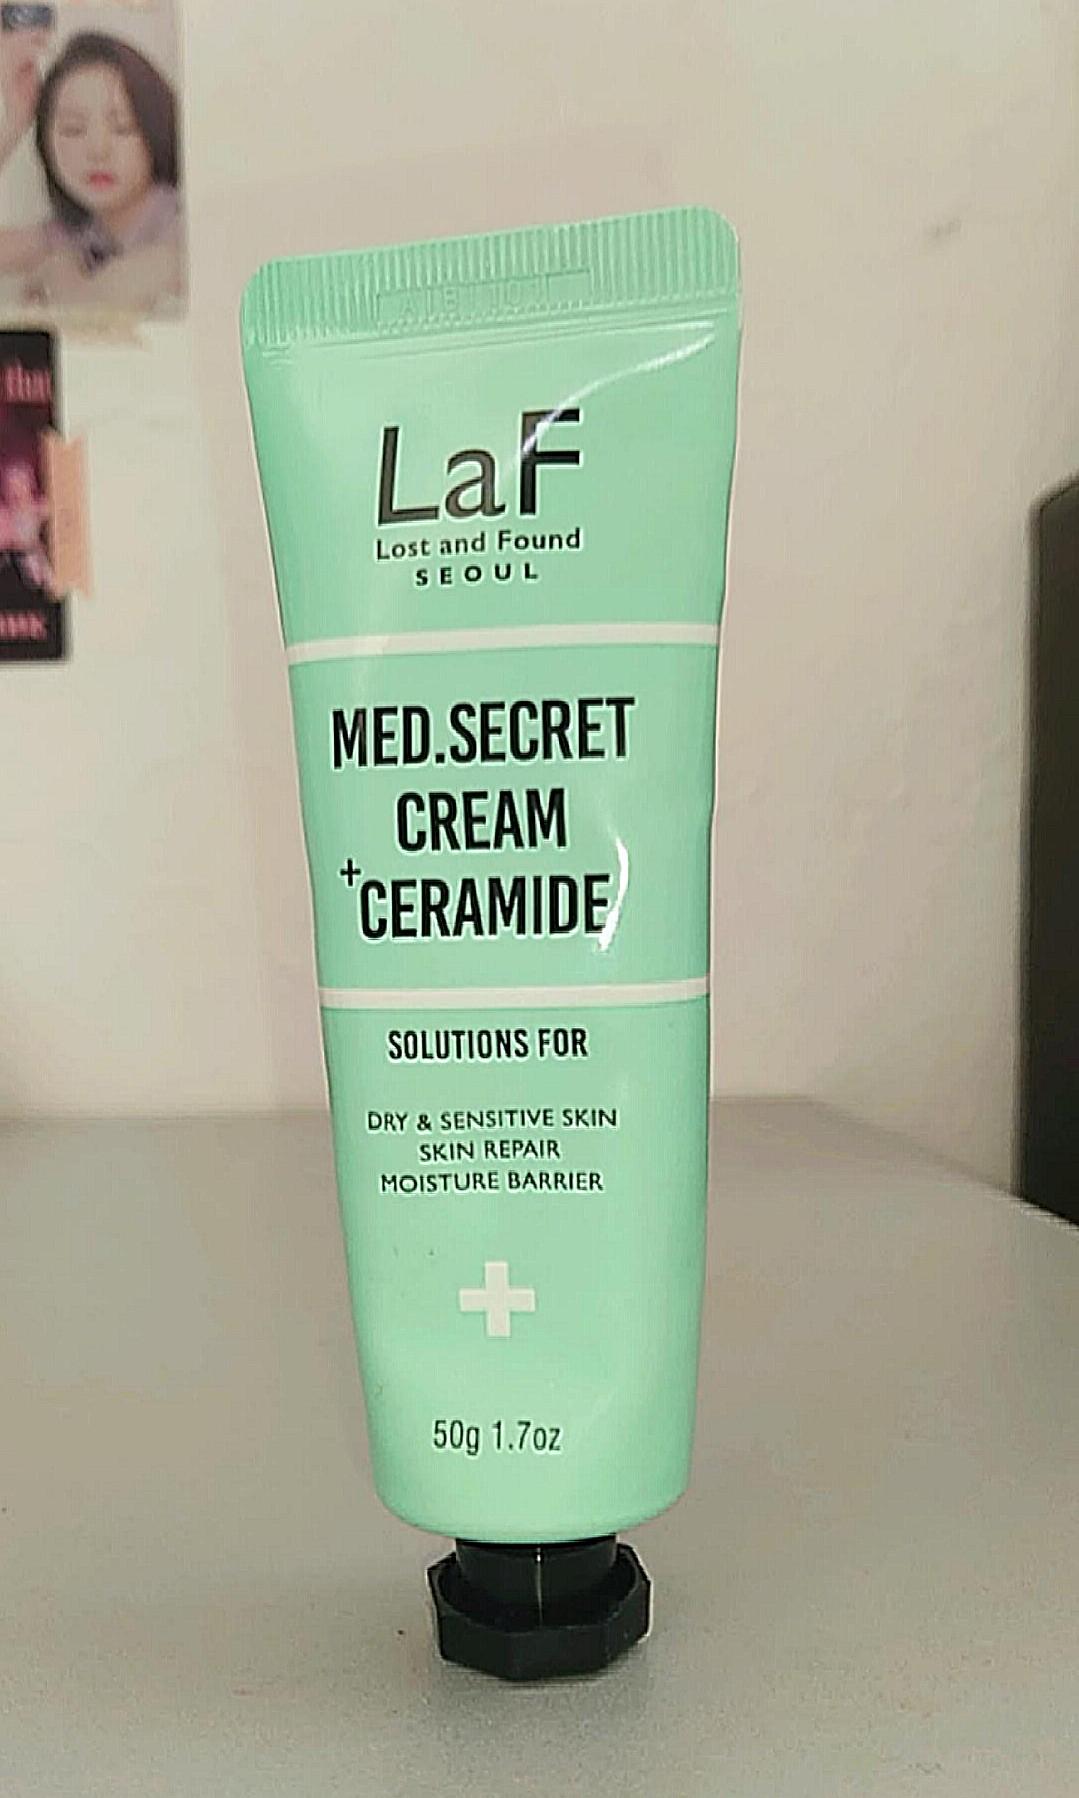 that
LaF
Lost and Found
SEOUL
MED.SECRET
CREAM
+CERAMIDE
SOLUTIONS FOR
DRY & SENSITIVE SKIN
SKIN REPAIR
MOISTURE BARRIER
50g 1.7oz